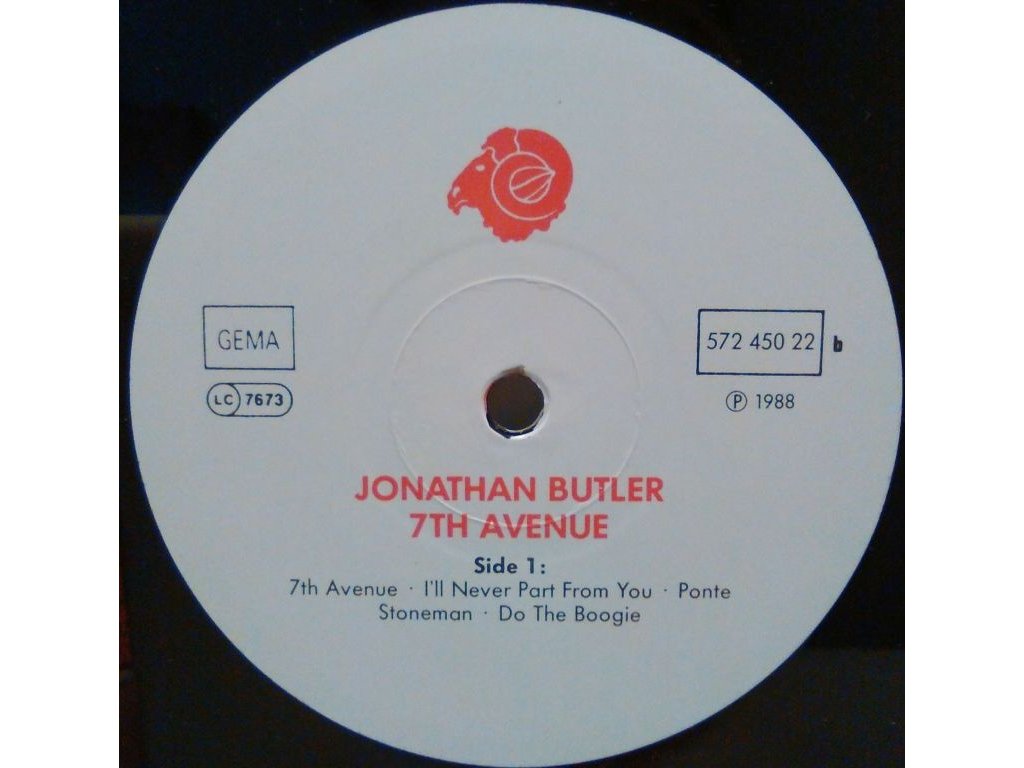 GEMA
LC 7673
572 450 22 b
℗ 1988
JONATHAN BUTLER
7TH AVENUE
Side 1:
7th Avenue · I'll Never Part From You · Ponte
Stoneman · Do The Boogie